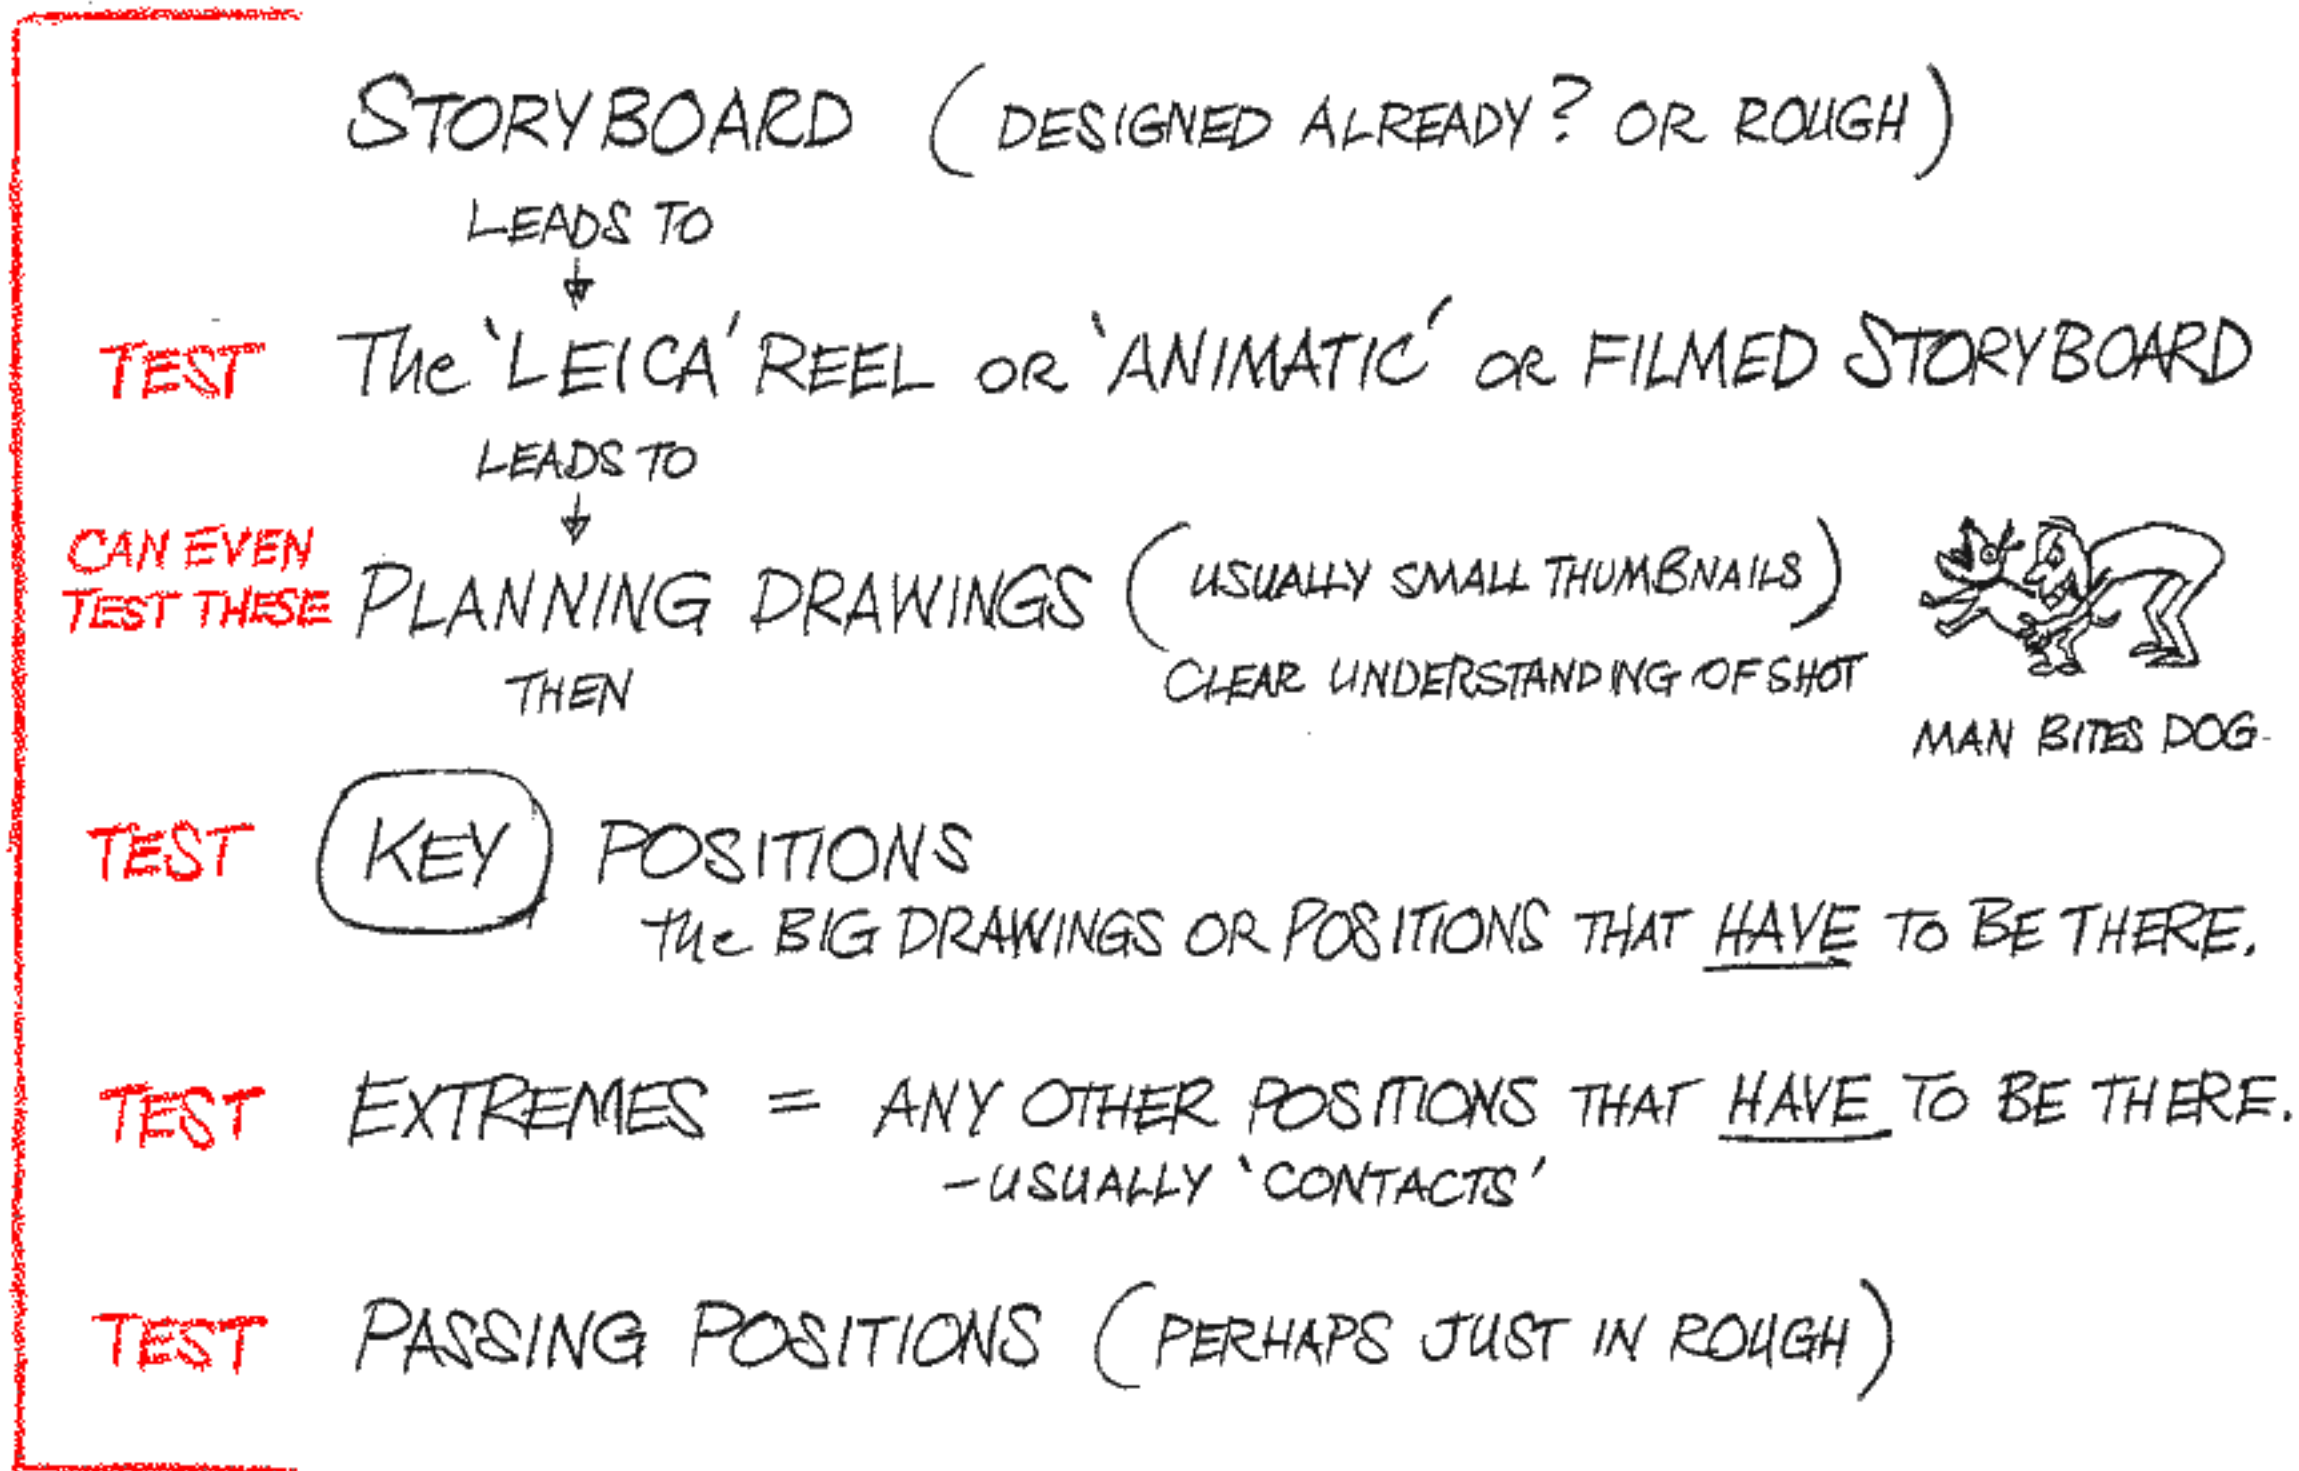 STORYBOARD (DESIGNED ALREADY? OR ROUGH)
LEADS TO
TEST The 'LEICA' REEL OR 'ANIMATIC' OR FILMED STORYBOARD
LEADS TO
CAN EVEN
TEST THESE PLANNING DRAWINGS (USUALLY SMALL THUMBNAILS)
THEN CLEAR UNDERSTANDING OF SHOT
MAN BITES DOG
TEST KEY POSITIONS
The BIG DRAWINGS OR POSITIONS THAT HAVE TO BE THERE.
TEST EXTREMES = ANY OTHER POSITIONS THAT HAVE TO BE THERE.
- USUALLY 'CONTACTS'
TEST PASSING POSITIONS (PERHAPS JUST IN ROUGH)